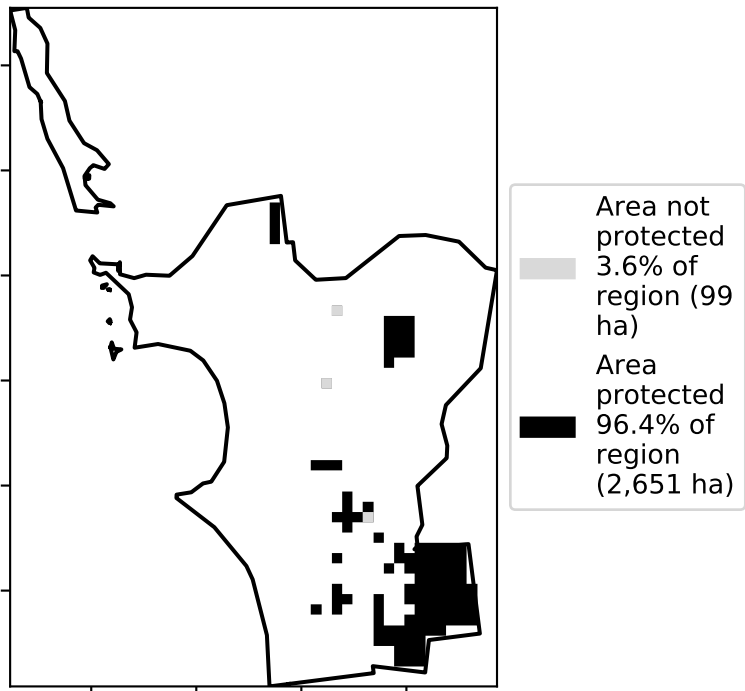 Area not
protected
3.6% of
region (99
ha)
Area
protected
96.4% of
region
(2,651 ha)